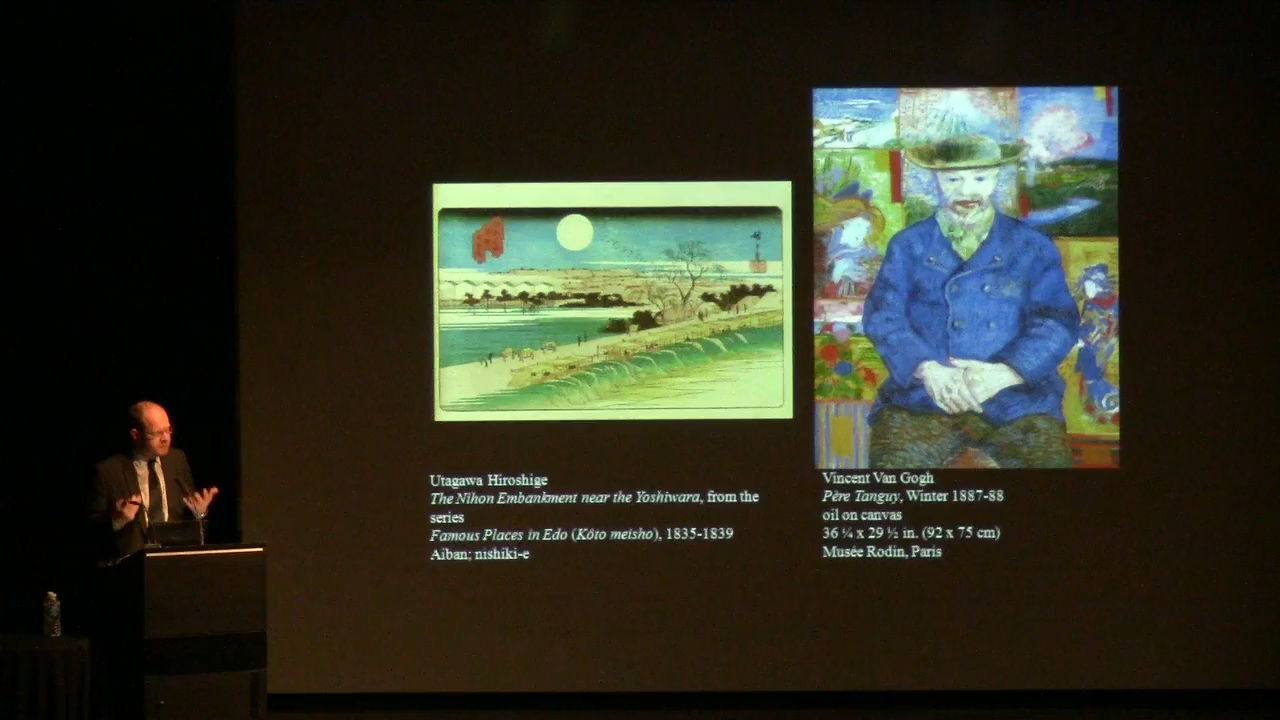 Utagawa Hiroshige
The Nihon Embankment near the Yoshiwara, from the
series
Famous Places in Edo (Kôto meisho), 1835-1839
Aiban; nishiki-e
Vincent Van Gogh
Père Tanguy, Winter 1887-88
oil on canvas
36 ¼ x 29 ½ in. (92 x 75 cm)
Musée Rodin, Paris